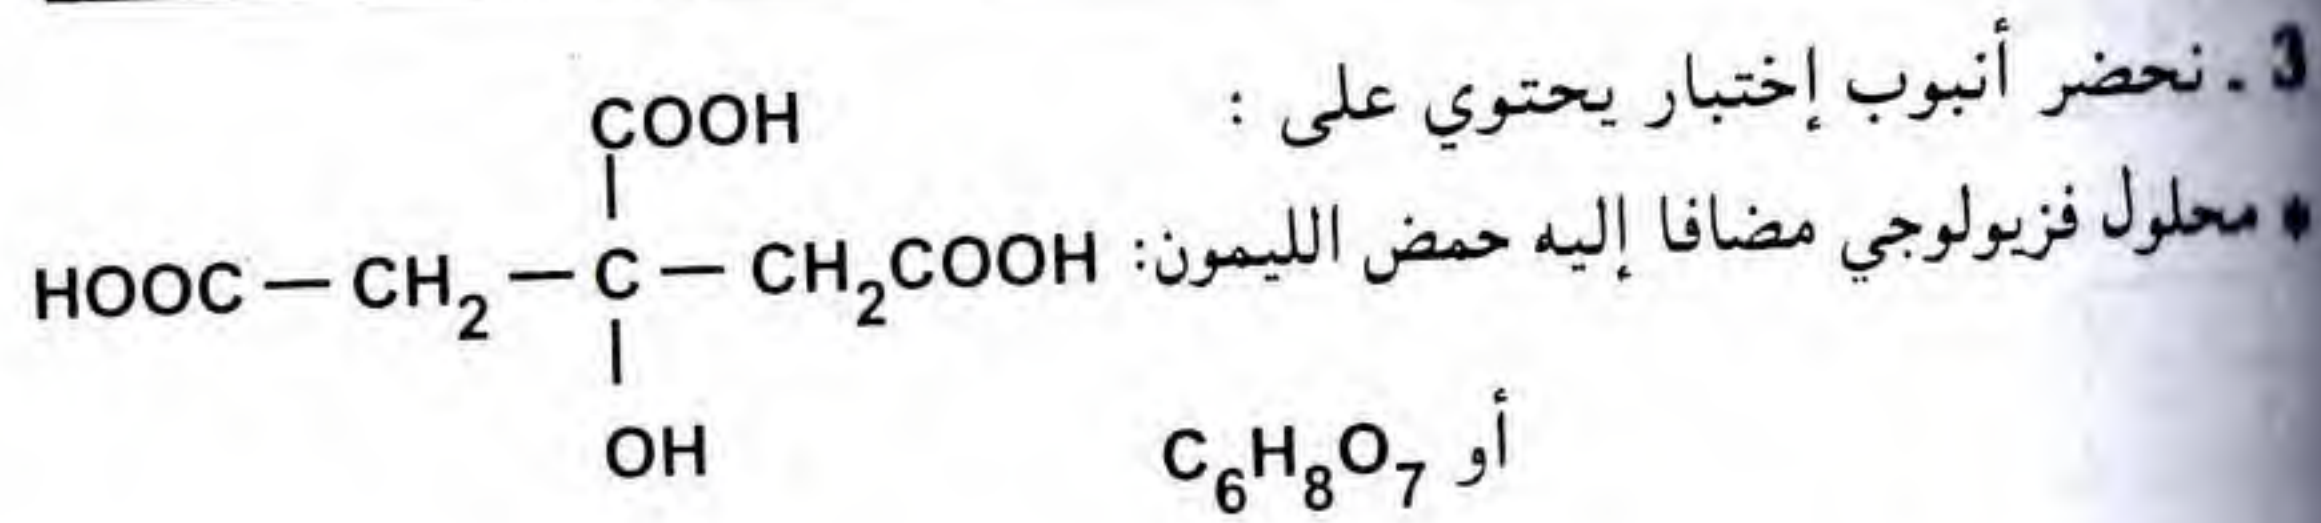 3 ـ نحضر أنبوب إختبار يحتوي على :
COOH
* محلول فزيولوجي مضافا إليه حمض الليمون: HOOC — CH₂ — C — CH₂COOH
OH
أو C₆H₈O₇